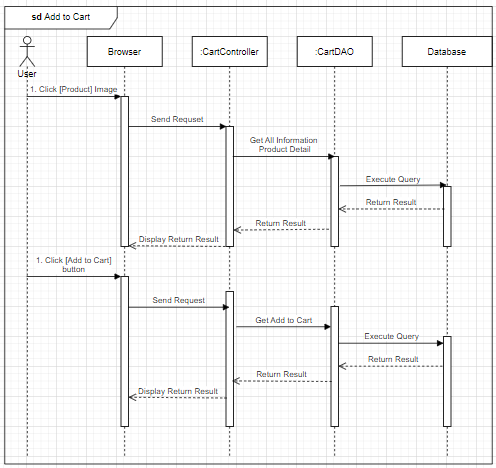 sd Add to Cart
User
Browser
:CartController
:CartDAO
Database
1. Click [Product] Image
Send Requset
Get All Information
Product Detail
Execute Query
Return Result
Return Result
Display Return Result
1. Click [Add to Cart]
button
Send Request
Get Add to Cart
Execute Query
Return Result
Return Result
Display Return Result